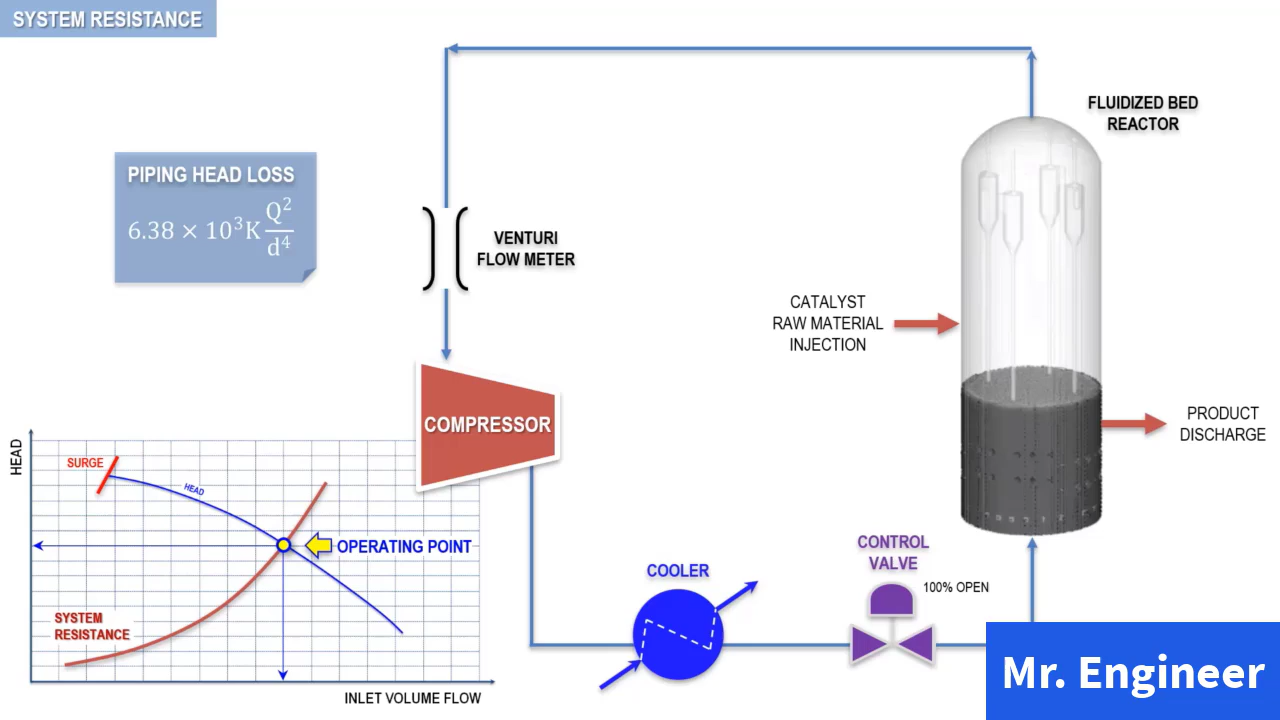 SYSTEM RESISTANCE
FLUIDIZED BED
REACTOR
PIPING HEAD LOSS
6.38 × 10³K Q²/d⁴
VENTURI
FLOW METER
CATALYST
RAW MATERIAL
INJECTION
COMPRESSOR
PRODUCT
DISCHARGE
HEAD
SURGE
HEAD
OPERATING POINT
SYSTEM
RESISTANCE
INLET VOLUME FLOW
COOLER
CONTROL
VALVE
100% OPEN
Mr. Engineer